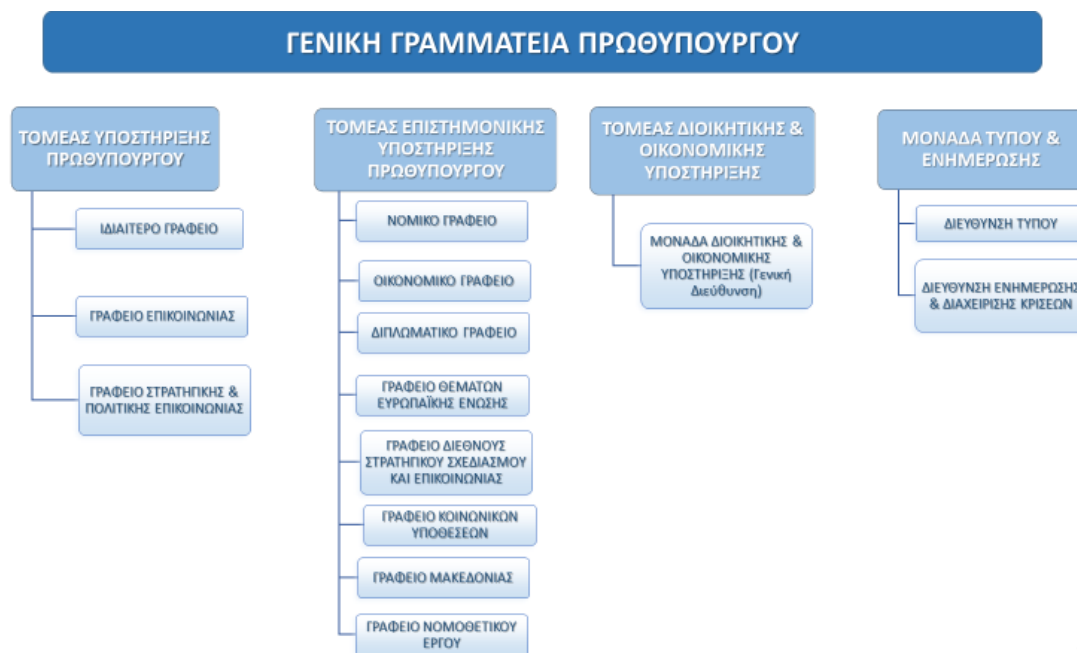 ΓΕΝΙΚΗ ΓΡΑΜΜΑΤΕΙΑ ΠΡΩΘΥΠΟΥΡΓΟΥ
ΤΟΜΕΑΣ ΥΠΟΣΤΗΡΙΞΗΣ
ΠΡΩΘΥΠΟΥΡΓΟΥ
ΙΔΙΑΙΤΕΡΟ ΓΡΑΦΕΙΟ
ΓΡΑΦΕΙΟ ΕΠΙΚΟΙΝΩΝΙΑΣ
ΓΡΑΦΕΙΟ ΣΤΡΑΤΗΓΙΚΗΣ &
ΠΟΛΙΤΙΚΗΣ ΕΠΙΚΟΙΝΩΝΙΑΣ
ΤΟΜΕΑΣ ΕΠΙΣΤΗΜΟΝΙΚΗΣ
ΥΠΟΣΤΗΡΙΞΗΣ
ΠΡΩΘΥΠΟΥΡΓΟΥ
ΝΟΜΙΚΟ ΓΡΑΦΕΙΟ
ΟΙΚΟΝΟΜΙΚΟ ΓΡΑΦΕΙΟ
ΔΙΠΛΩΜΑΤΙΚΟ ΓΡΑΦΕΙΟ
ΓΡΑΦΕΙΟ ΘΕΜΑΤΩΝ
ΕΥΡΩΠΑΪΚΗΣ ΕΝΩΣΗΣ
ΓΡΑΦΕΙΟ ΔΙΕΘΝΟΥΣ
ΣΤΡΑΤΗΓΙΚΟΥ ΣΧΕΔΙΑΣΜΟΥ
ΚΑΙ ΕΠΙΚΟΙΝΩΝΙΑΣ
ΓΡΑΦΕΙΟ ΚΟΙΝΩΝΙΚΩΝ
ΥΠΟΘΕΣΕΩΝ
ΓΡΑΦΕΙΟ ΜΑΚΕΔΟΝΙΑΣ
ΓΡΑΦΕΙΟ ΝΟΜΟΘΕΤΙΚΟΥ
ΕΡΓΟΥ
ΤΟΜΕΑΣ ΔΙΟΙΚΗΤΙΚΗΣ &
ΟΙΚΟΝΟΜΙΚΗΣ
ΥΠΟΣΤΗΡΙΞΗΣ
ΜΟΝΑΔΑ ΔΙΟΙΚΗΤΙΚΗΣ &
ΟΙΚΟΝΟΜΙΚΗΣ
ΥΠΟΣΤΗΡΙΞΗΣ (Γενική
Διεύθυνση)
ΜΟΝΑΔΑ ΤΥΠΟΥ &
ΕΝΗΜΕΡΩΣΗΣ
ΔΙΕΥΘΥΝΣΗ ΤΥΠΟΥ
ΔΙΕΥΘΥΝΣΗ ΕΝΗΜΕΡΩΣΗΣ
& ΔΙΑΧΕΙΡΙΣΗΣ ΚΡΙΣΕΩΝ